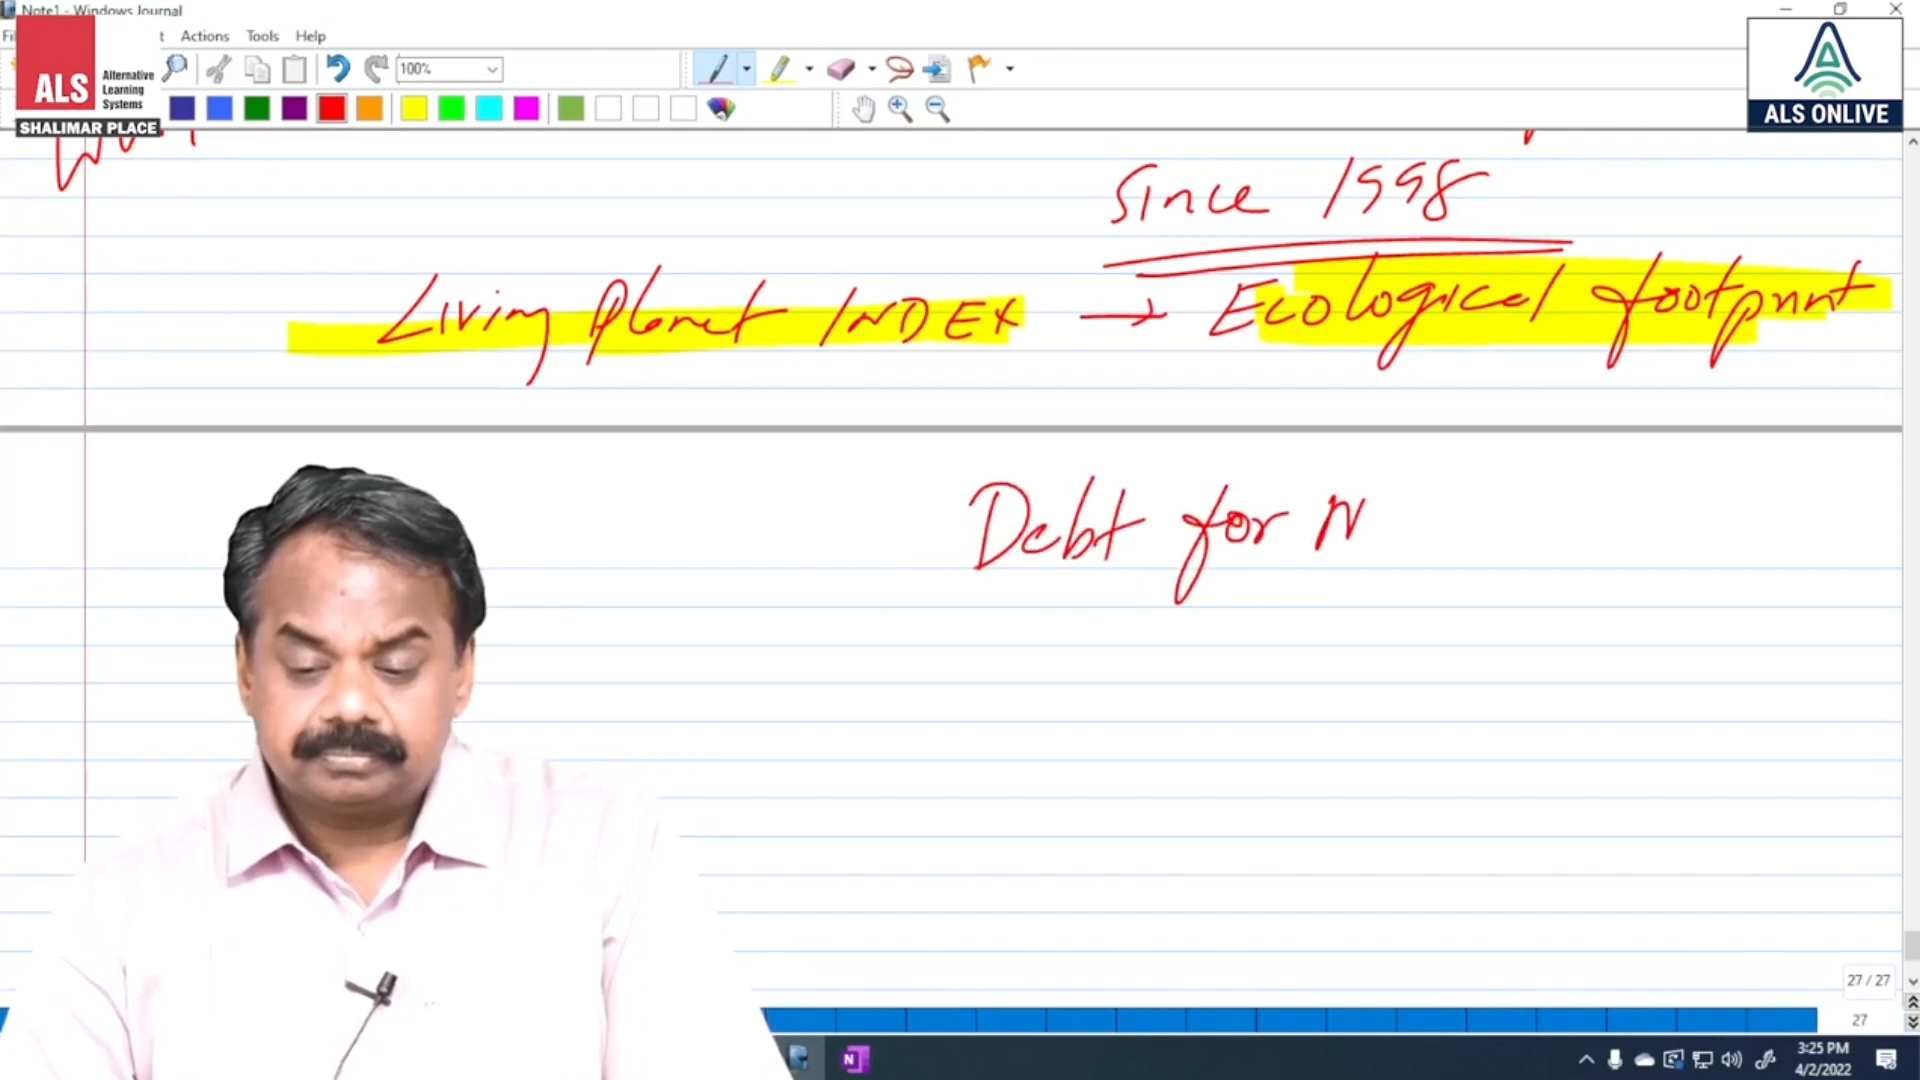 Note1 - Windows Journal
Actions Tools Help
100%
ALS
Alternative
Learning
Systems
SHALIMAR PLACE
ALS ONLIVE
Since 1998
Living Planet INDEX → Ecological footprint
Debt for N
27 / 27
27
3:25 PM
4/2/2022